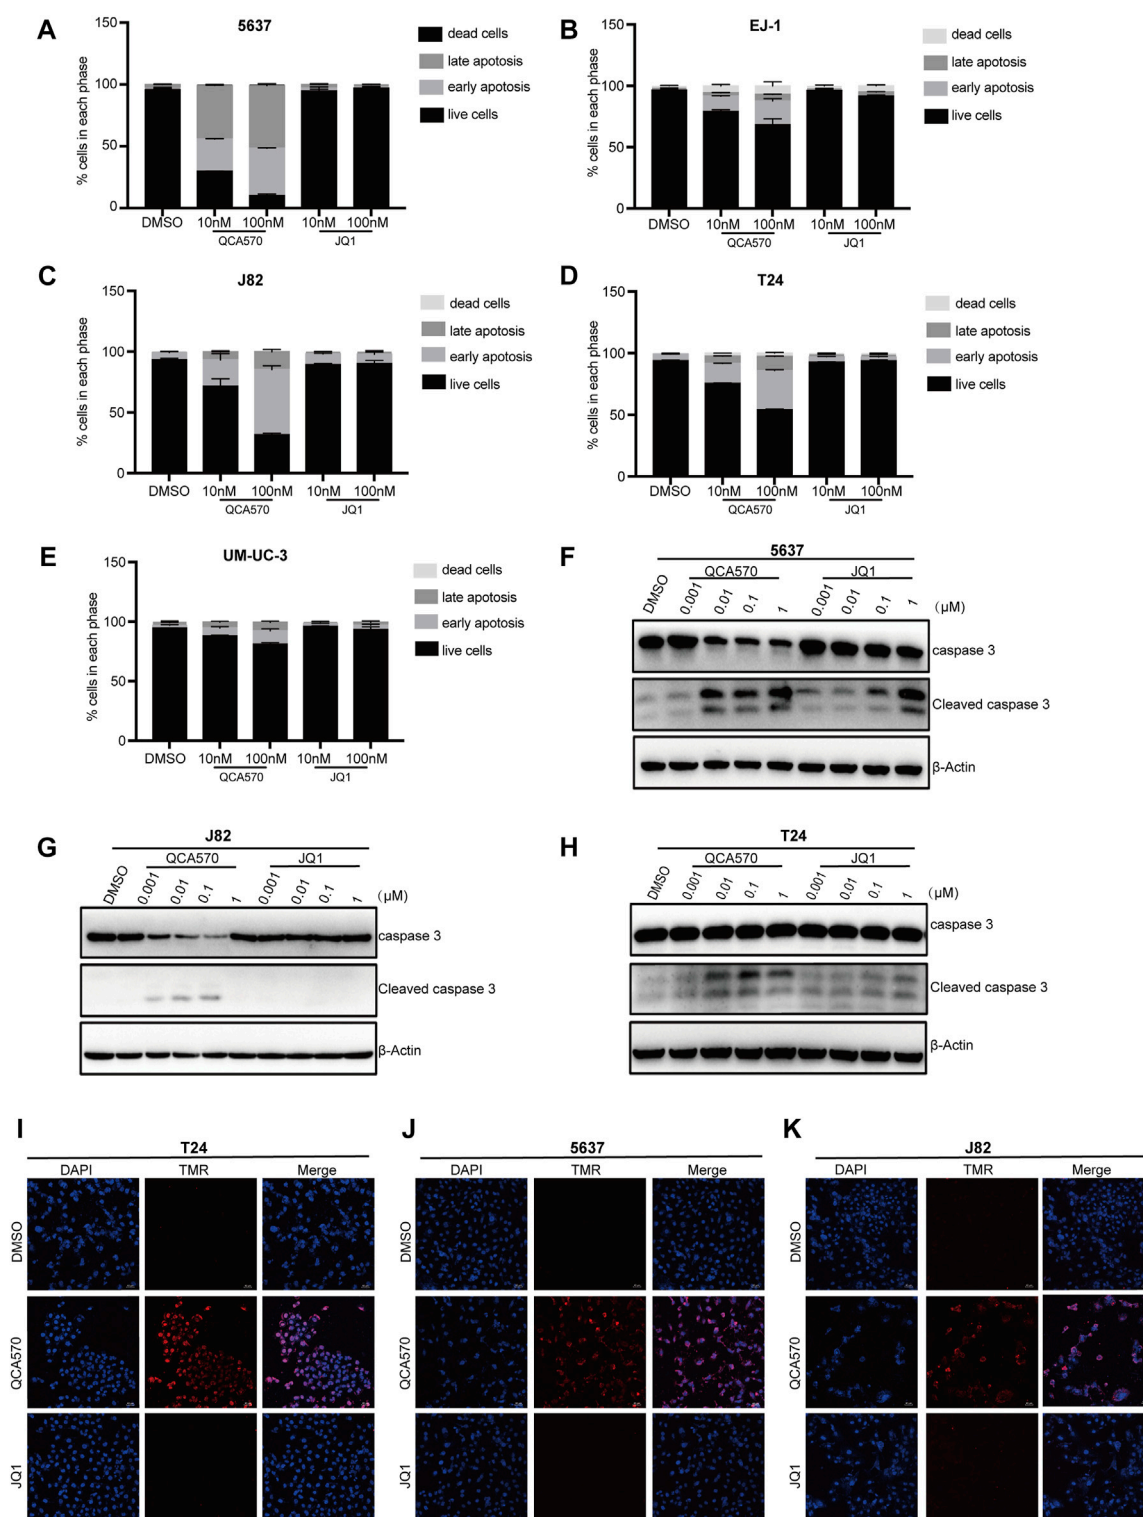 A
5637
150
100
50
0
% cells in each phase
DMSO
10nM
100nM
10nM
100nM
QCA570
JQ1
dead cells
late apotosis
early apotosis
live cells
B
EJ-1
150
100
50
0
% cells in each phase
DMSO
10nM
100nM
10nM
100nM
QCA570
JQ1
dead cells
late apotosis
early apotosis
live cells
C
J82
150
100
50
0
% cells in each phase
DMSO
10nM
100nM
10nM
100nM
QCA570
JQ1
dead cells
late apotosis
early apotosis
live cells
D
T24
150
100
50
0
% cells in each phase
DMSO
10nM
100nM
10nM
100nM
QCA570
JQ1
dead cells
late apotosis
early apotosis
live cells
E
UM-UC-3
150
100
50
0
% cells in each phase
DMSO
10nM
100nM
10nM
100nM
QCA570
JQ1
dead cells
late apotosis
early apotosis
live cells
F
5637
QCA570
JQ1
DMSO
0.001
0.01
0.1
1
0.001
0.01
0.1
1
(μM)
caspase 3
Cleaved caspase 3
β-Actin
G
J82
QCA570
JQ1
DMSO
0.001
0.01
0.1
1
0.001
0.01
0.1
1
(μM)
caspase 3
Cleaved caspase 3
β-Actin
H
T24
QCA570
JQ1
DMSO
0.001
0.01
0.1
1
0.001
0.01
0.1
1
(μM)
caspase 3
Cleaved caspase 3
β-Actin
I
T24
DAPI
TMR
Merge
DMSO
QCA570
JQ1
J
5637
DAPI
TMR
Merge
DMSO
QCA570
JQ1
K
J82
DAPI
TMR
Merge
DMSO
QCA570
JQ1